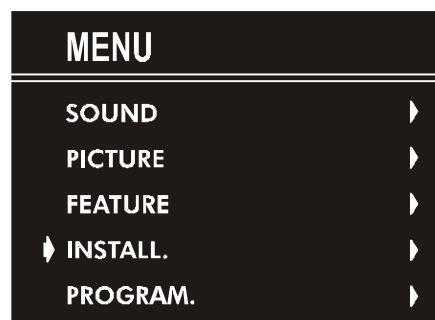 MENU
SOUND
PICTURE
FEATURE
INSTALL.
PROGRAM.